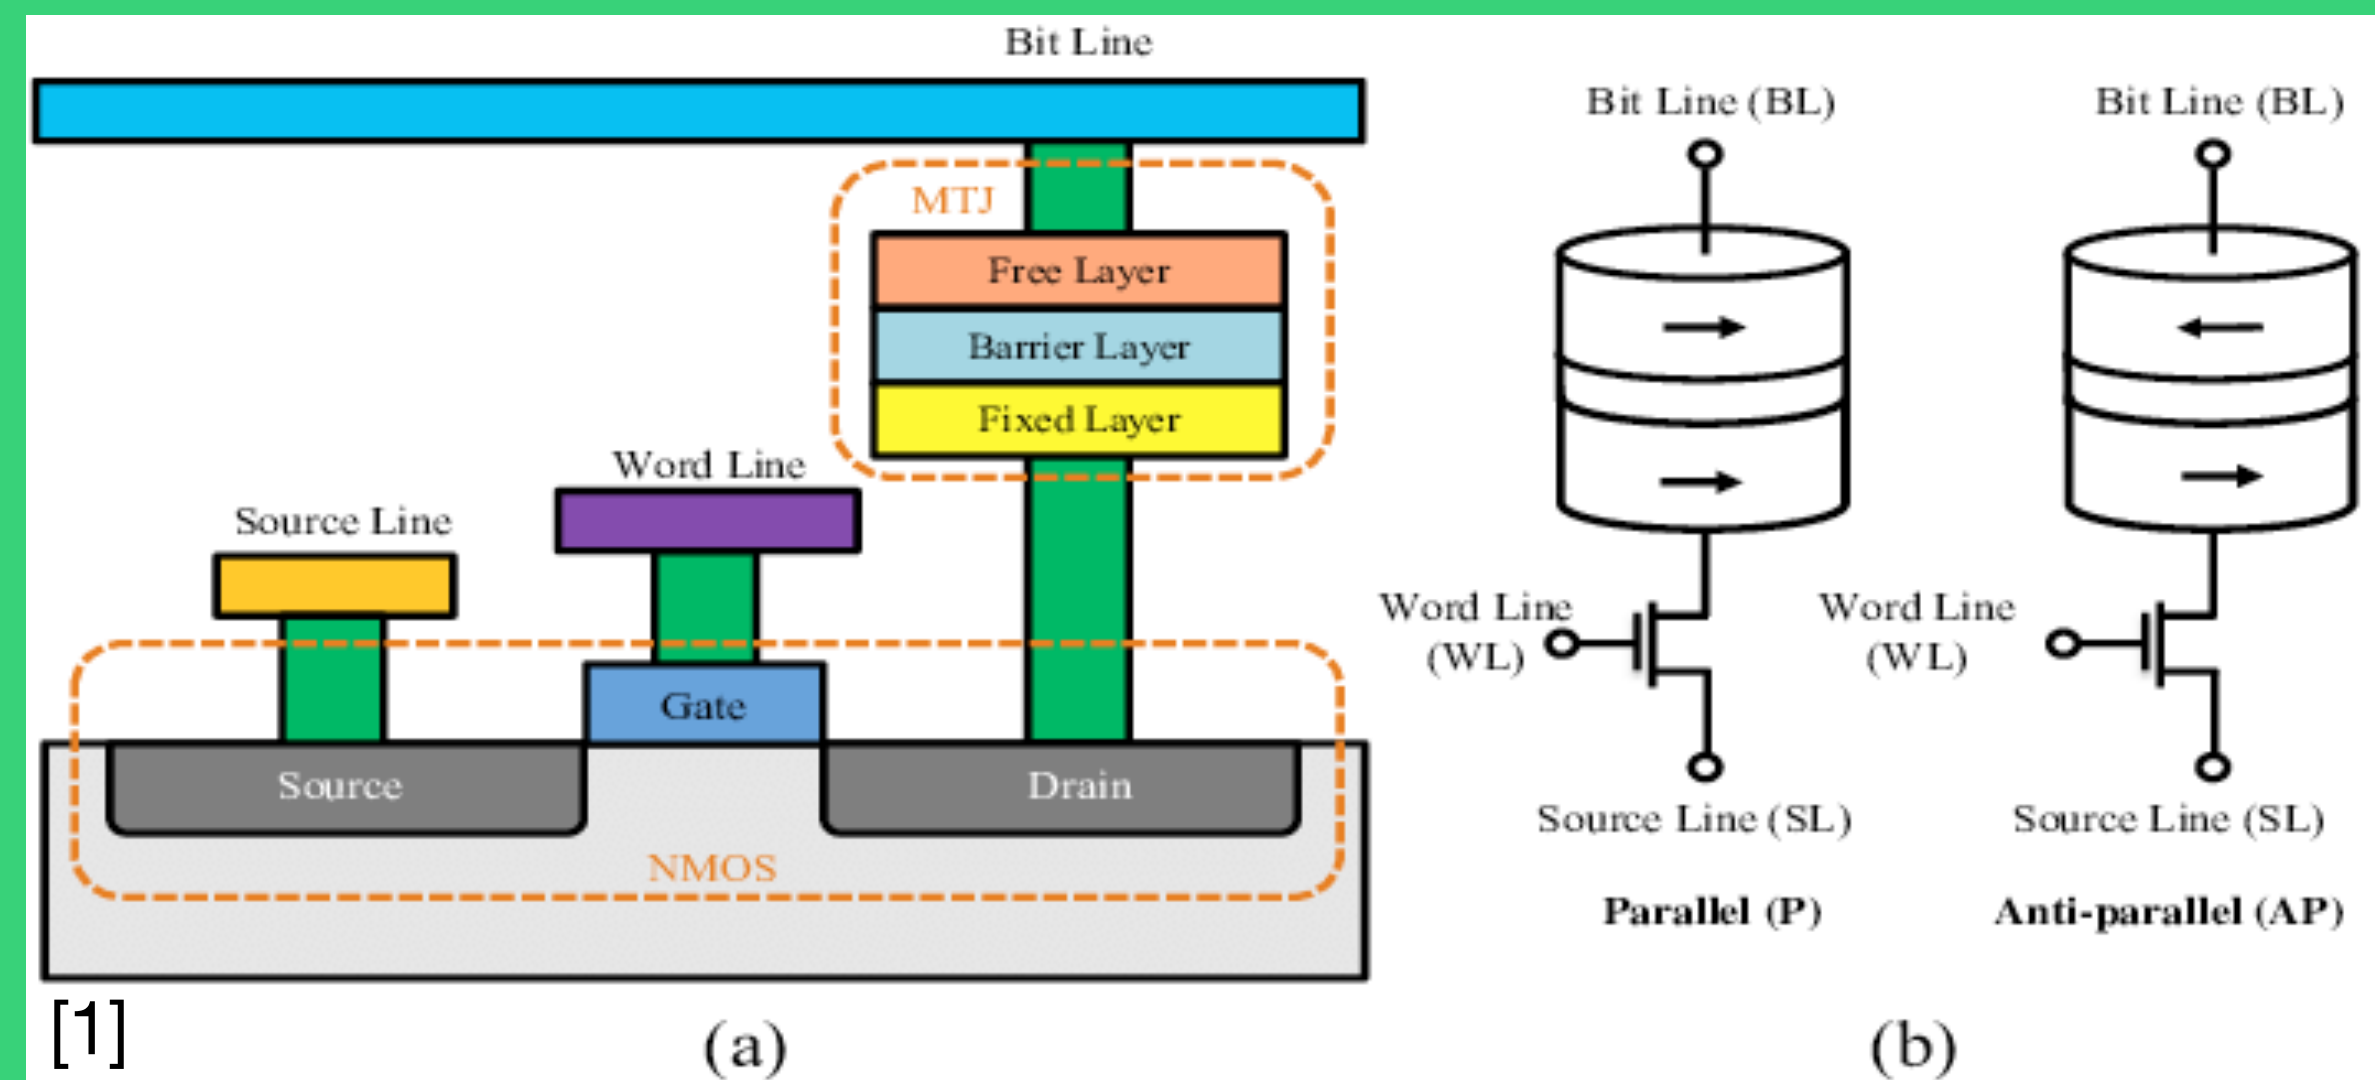 Bit Line
MTJ
Free Layer
Barrier Layer
Fixed Layer
Word Line
Source Line
Gate
Source
Drain
NMOS
[1]
(a)
Bit Line (BL)
Word Line
(WL)
Source Line (SL)
Parallel (P)
Bit Line (BL)
Word Line
(WL)
Source Line (SL)
Anti-parallel (AP)
(b)